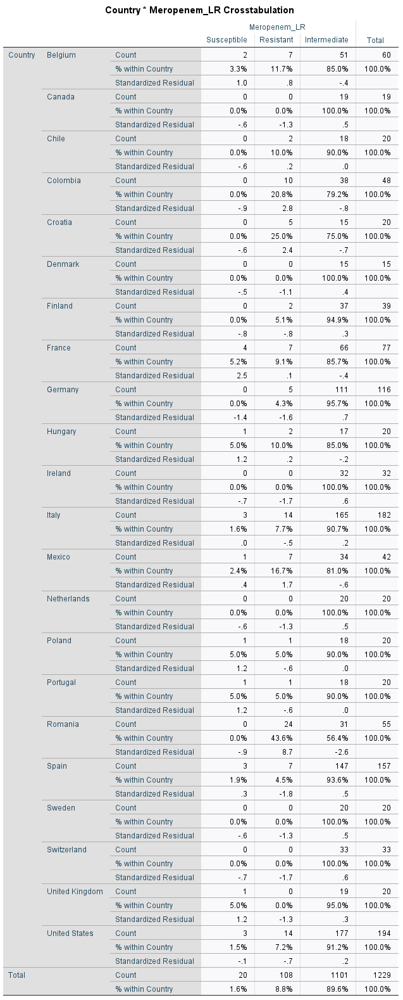 Country * Meropenem_LR Crosstabulation
Meropenem_LR
Susceptible Resistant Intermediate Total
Country Belgium Count 2 7 51 60
% within Country 3.3% 11.7% 85.0% 100.0%
Standardized Residual 1.0 .8 -.4
Canada Count 0 0 19 19
% within Country 0.0% 0.0% 100.0% 100.0%
Standardized Residual -.6 -1.3 .5
Chile Count 0 2 18 20
% within Country 0.0% 10.0% 90.0% 100.0%
Standardized Residual -.6 .2 .0
Colombia Count 0 10 38 48
% within Country 0.0% 20.8% 79.2% 100.0%
Standardized Residual -.9 2.8 -.8
Croatia Count 0 5 15 20
% within Country 0.0% 25.0% 75.0% 100.0%
Standardized Residual -.6 2.4 -.7
Denmark Count 0 0 15 15
% within Country 0.0% 0.0% 100.0% 100.0%
Standardized Residual -.5 -1.1 .4
Finland Count 0 2 37 39
% within Country 0.0% 5.1% 94.9% 100.0%
Standardized Residual -.8 -.8 .3
France Count 4 7 66 77
% within Country 5.2% 9.1% 85.7% 100.0%
Standardized Residual 2.5 .1 -.4
Germany Count 0 5 111 116
% within Country 0.0% 4.3% 95.7% 100.0%
Standardized Residual -1.4 -1.6 .7
Hungary Count 1 2 17 20
% within Country 5.0% 10.0% 85.0% 100.0%
Standardized Residual 1.2 .2 -.2
Ireland Count 0 0 32 32
% within Country 0.0% 0.0% 100.0% 100.0%
Standardized Residual -.7 -1.7 .6
Italy Count 3 14 165 182
% within Country 1.6% 7.7% 90.7% 100.0%
Standardized Residual .0 -.5 .2
Mexico Count 1 7 34 42
% within Country 2.4% 16.7% 81.0% 100.0%
Standardized Residual .4 1.7 -.6
Netherlands Count 0 0 20 20
% within Country 0.0% 0.0% 100.0% 100.0%
Standardized Residual -.6 -1.3 .5
Poland Count 1 1 18 20
% within Country 5.0% 5.0% 90.0% 100.0%
Standardized Residual 1.2 -.6 .0
Portugal Count 1 1 18 20
% within Country 5.0% 5.0% 90.0% 100.0%
Standardized Residual 1.2 -.6 .0
Romania Count 0 24 31 55
% within Country 0.0% 43.6% 56.4% 100.0%
Standardized Residual -.9 8.7 -2.6
Spain Count 3 7 147 157
% within Country 1.9% 4.5% 93.6% 100.0%
Standardized Residual .3 -1.8 .5
Sweden Count 0 0 20 20
% within Country 0.0% 0.0% 100.0% 100.0%
Standardized Residual -.6 -1.3 .5
Switzerland Count 0 0 33 33
% within Country 0.0% 0.0% 100.0% 100.0%
Standardized Residual -.7 -1.7 .6
United Kingdom Count 1 0 19 20
% within Country 5.0% 0.0% 95.0% 100.0%
Standardized Residual 1.2 -1.3 .3
United States Count 3 14 177 194
% within Country 1.5% 7.2% 91.2% 100.0%
Standardized Residual -.1 -.7 .2
Total Count 20 108 1101 1229
% within Country 1.6% 8.8% 89.6% 100.0%